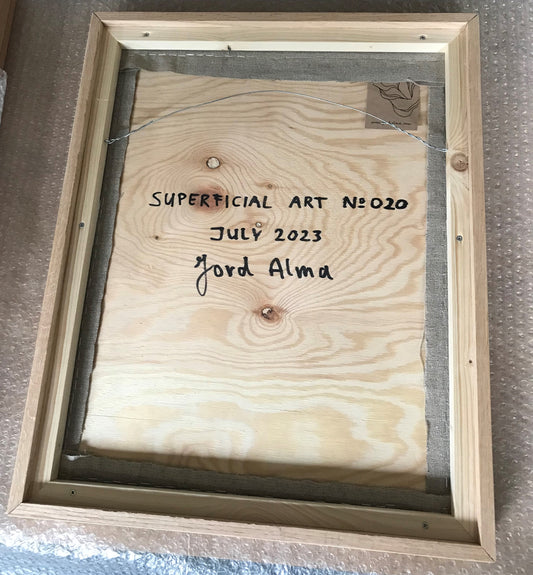 SUPERFICIAL ART Nº020
JULY 2023
Jord Alma